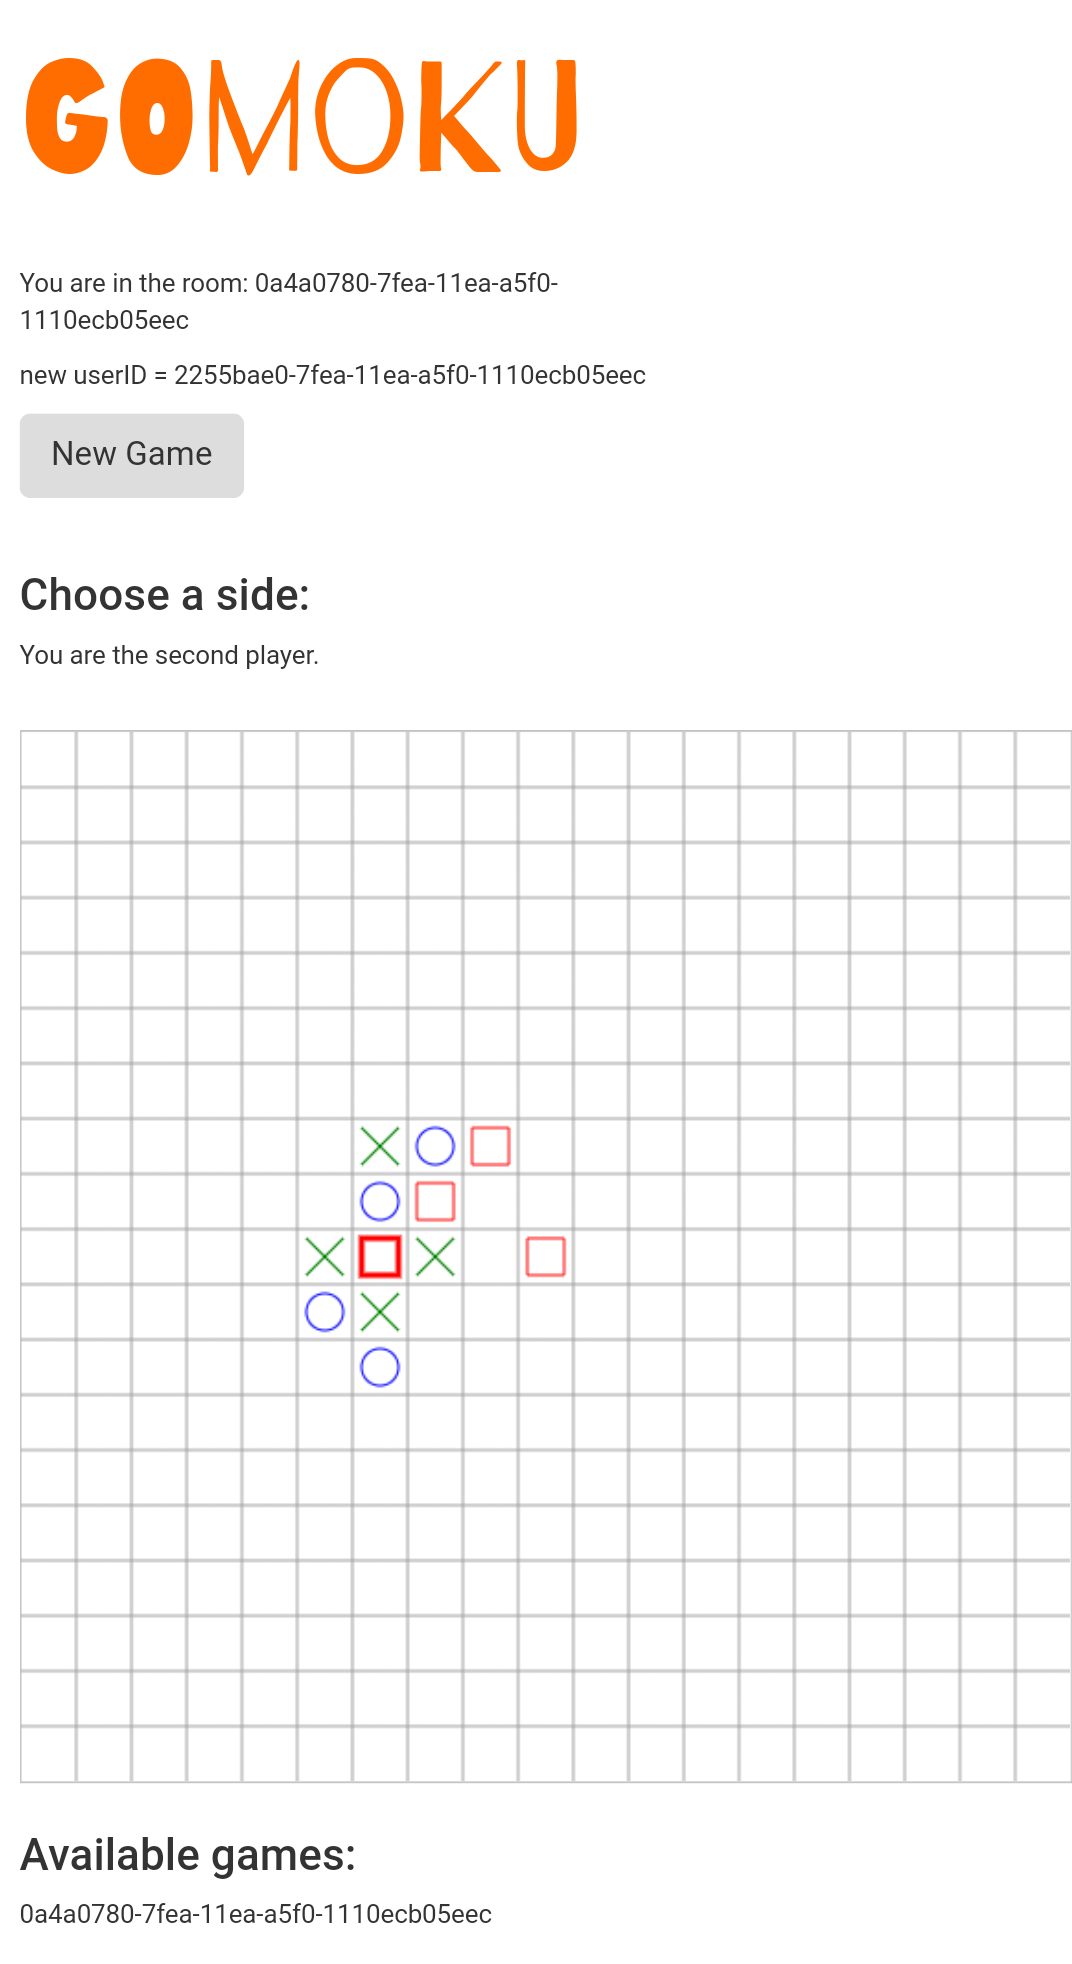 GOMOKU
You are in the room: 0a4a0780-7fea-11ea-a5f0-
1110ecb05eec
new userID = 2255bae0-7fea-11ea-a5f0-1110ecb05eec
New Game
Choose a side:
You are the second player.
Available games:
0a4a0780-7fea-11ea-a5f0-1110ecb05eec